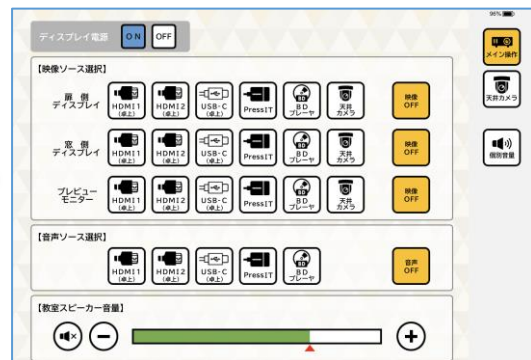 96%
ディスプレイ電源 ON OFF
メイン操作
【映像ソース選択】
扉 側
ディスプレイ
HDMI1
(卓上)
HDMI2
(卓上)
USB-C
(卓上)
PressIT
BD
プレーヤ
天井
カメラ
映像
OFF
天井カメラ
窓 側
ディスプレイ
HDMI1
(卓上)
HDMI2
(卓上)
USB-C
(卓上)
PressIT
BD
プレーヤ
天井
カメラ
映像
OFF
個別音量
プレビュー
モニター
HDMI1
(卓上)
HDMI2
(卓上)
USB-C
(卓上)
PressIT
BD
プレーヤ
天井
カメラ
映像
OFF
【音声ソース選択】
HDMI1
(卓上)
HDMI2
(卓上)
USB-C
(卓上)
PressIT
BD
プレーヤ
音声
OFF
【教室スピーカー音量】